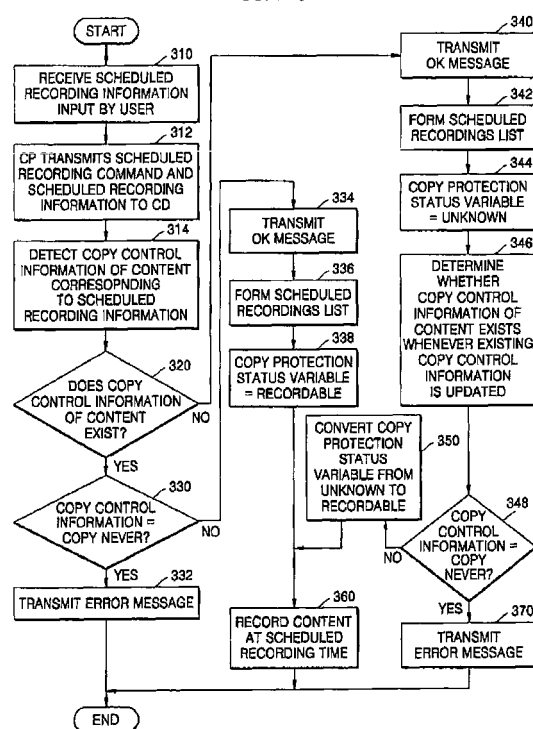 START
310
RECEIVE SCHEDULED
RECORDING INFORMATION
INPUT BY USER
312
CP TRANSMITS SCHEDULED
RECORDING COMMAND AND
SCHEDULED RECORDING
INFORMATION TO CD
314
DETECT COPY CONTROL
INFORMATION OF CONTENT
CORRESOPNDING
TO SCHEDULED
RECORDING INFORMATION
320
DOES COPY
CONTROL INFORMATION
OF CONTENT
EXIST?
NO
YES
330
COPY CONTROL
INFORMATION =
COPY NEVER?
NO
YES
332
TRANSMIT ERROR MESSAGE
END
334
TRANSMIT
OK MESSAGE
336
FORM SCHEDULED
RECORDINGS LIST
338
COPY PROTECTION
STATUS VARIABLE
= RECORDABLE
350
CONVERT COPY
PROTECTION
STATUS
VARIABLE FROM
UNKNOWN TO
RECORDABLE
360
RECORD CONTENT
AT SCHEDULED
RECORDING TIME
340
TRANSMIT
OK MESSAGE
342
FORM SCHEDULED
RECORDINGS LIST
344
COPY PROTECTION
STATUS VARIABLE
= UNKNOWN
346
DETERMINE
WHETHER
COPY CONTROL
INFORMATION OF
CONTENT EXISTS
WHENEVER EXISTING
COPY CONTROL
INFORMATION
IS UPDATED
348
COPY
CONTROL
INFORMATION =
COPY
NEVER?
NO
YES
370
TRANSMIT
ERROR MESSAGE